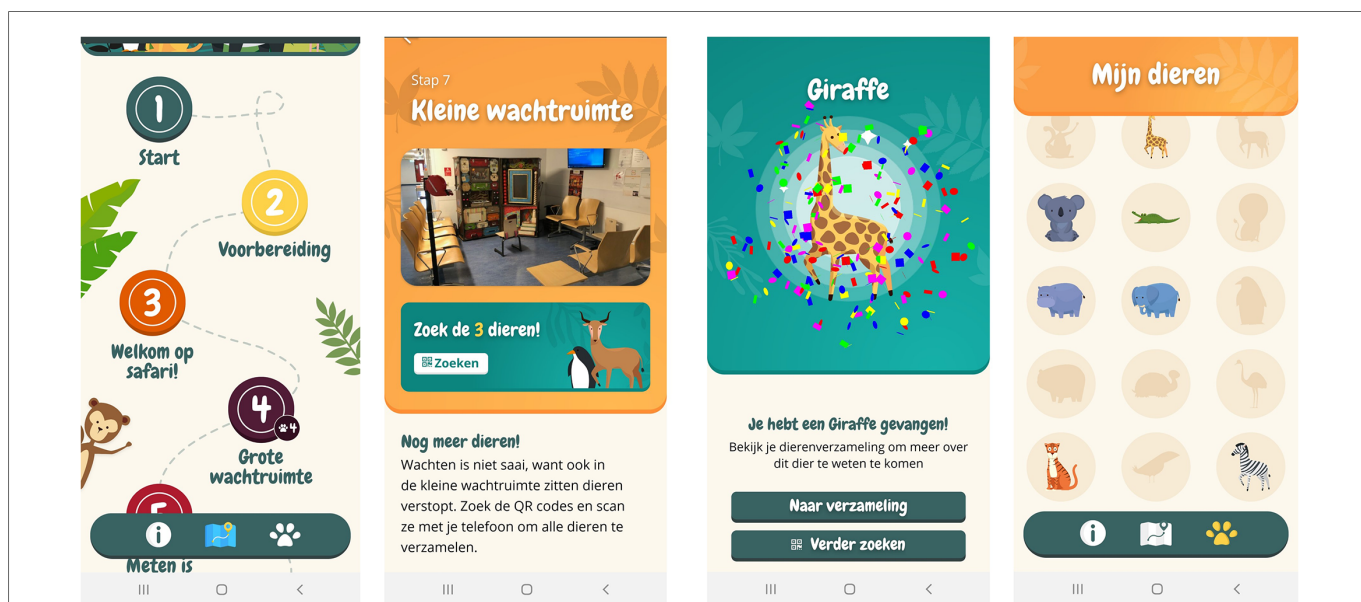 1
Start
2
Voorbereiding
3
Welkom op
safari!
4
4
Grote
wachtruimte
5
Meten is
Stap 7
Kleine wachtruimte
Zoek de 3 dieren!
Zoeken
Nog meer dieren!
Wachten is niet saai, want ook in
de kleine wachtruimte zitten dieren
verstopt. Zoek de QR codes en scan
ze met je telefoon om alle dieren te
verzamelen.
Giraffe
Je hebt een Giraffe gevangen!
Bekijk je dierenverzameling om meer over
dit dier te weten te komen
Naar verzameling
Verder zoeken
Mijn dieren